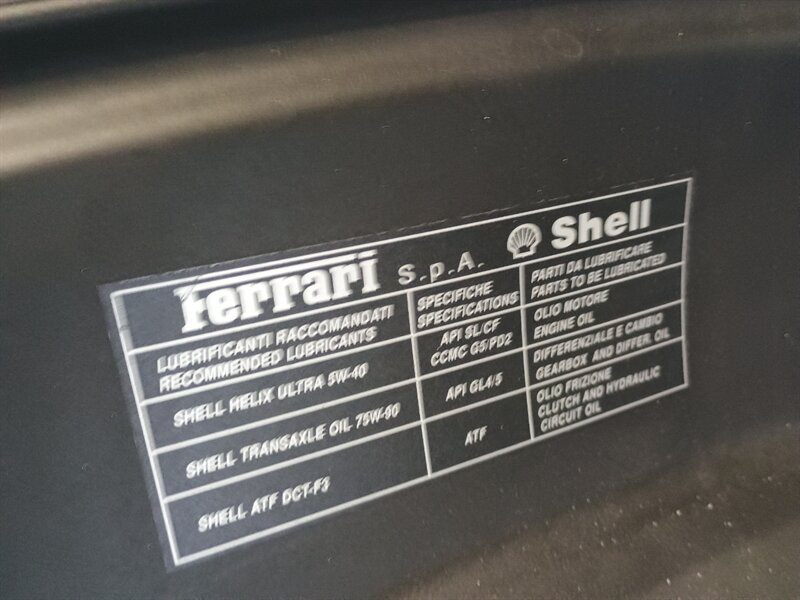 Ferrari S.p.A. Shell
LUBRIFICANTI RACCOMANDATI
RECOMMENDED LUBRICANTS
SPECIFICHE
SPECIFICATIONS
PARTI DA LUBRIFICARE
PARTS TO BE LUBRICATED
SHELL HELIX ULTRA 5W-40
API SL/CF
CCMC G5/PD2
OLIO MOTORE
ENGINE OIL
SHELL TRANSAXLE OIL 75W-90
API GL4/5
DIFFERENZIALE E CAMBIO
GEARBOX AND DIFFER. OIL
SHELL ATF DCT-F3
ATF
OLIO FRIZIONE
CLUTCH AND HYDRAULIC
CIRCUIT OIL